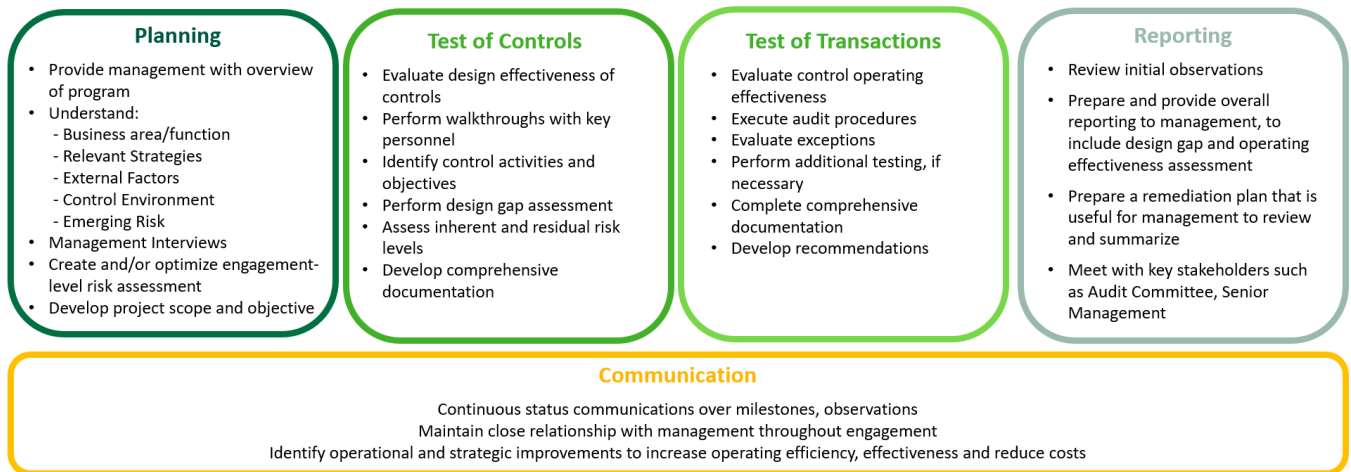 Planning
• Provide management with overview
of program
• Understand:
- Business area/function
- Relevant Strategies
- External Factors
- Control Environment
- Emerging Risk
• Management Interviews
• Create and/or optimize engagement-
level risk assessment
• Develop project scope and objective
Test of Controls
• Evaluate design effectiveness of
controls
• Perform walkthroughs with key
personnel
• Identify control activities and
objectives
• Perform design gap assessment
• Assess inherent and residual risk
levels
• Develop comprehensive
documentation
Test of Transactions
• Evaluate control operating
effectiveness
• Execute audit procedures
• Evaluate exceptions
• Perform additional testing, if
necessary
• Complete comprehensive
documentation
• Develop recommendations
Reporting
• Review initial observations
• Prepare and provide overall
reporting to management, to
include design gap and operating
effectiveness assessment
• Prepare a remediation plan that is
useful for management to review
and summarize
• Meet with key stakeholders such
as Audit Committee, Senior
Management
Communication
Continuous status communications over milestones, observations
Maintain close relationship with management throughout engagement
Identify operational and strategic improvements to increase operating efficiency, effectiveness and reduce costs